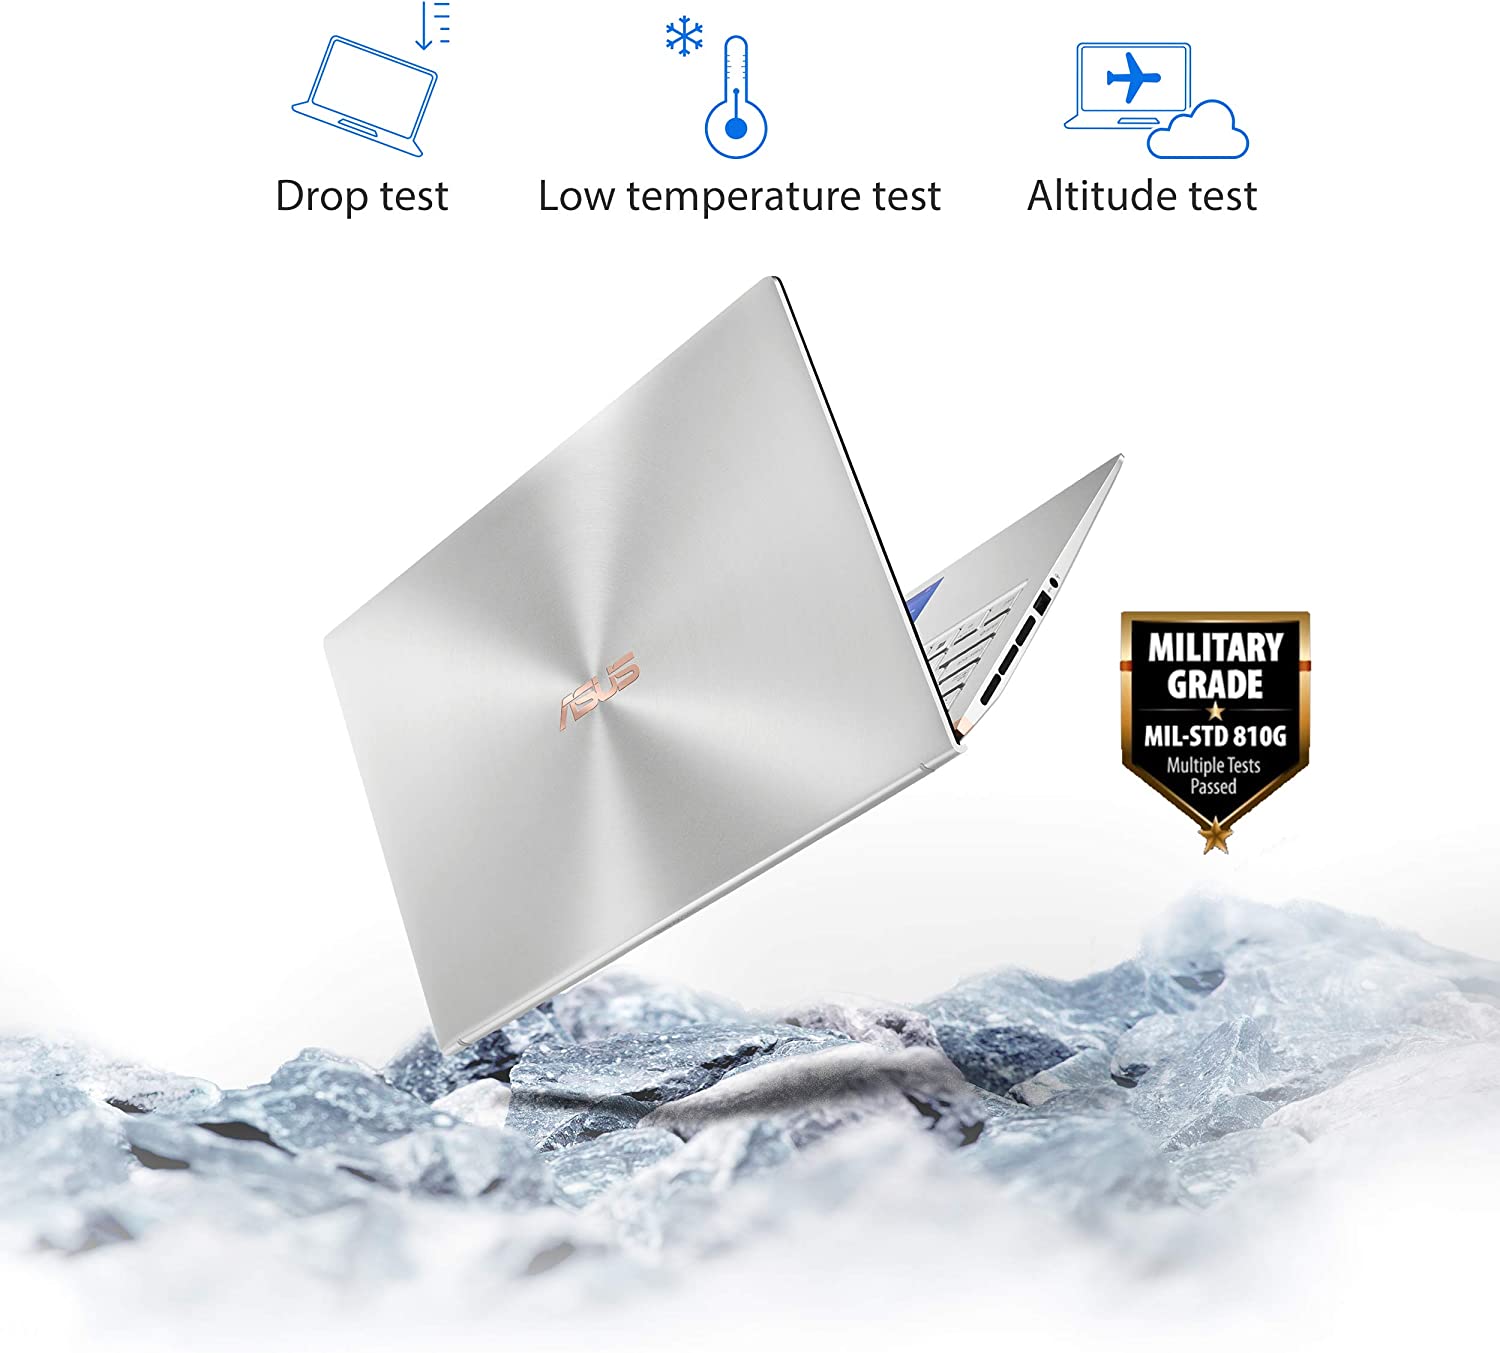 Drop test
Low temperature test
Altitude test
ASUS
MILITARY
GRADE
MIL-STD 810G
Multiple Tests
Passed